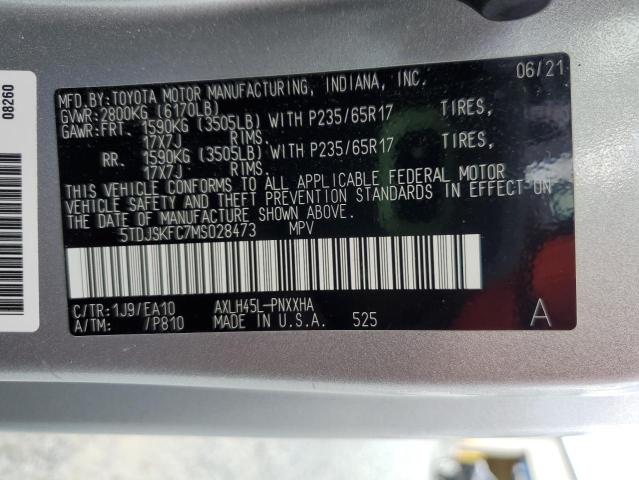 08260
MFD.BY:TOYOTA MOTOR MANUFACTURING, INDIANA, INC. 06/21
GVWR:2800KG (6170LB)
GAWR:FRT. 1590KG (3505LB) WITH P235/65R17 TIRES,
17X7J RIMS.
RR. 1590KG (3505LB) WITH P235/65R17 TIRES,
17X7J RIMS.
THIS VEHICLE CONFORMS TO ALL APPLICABLE FEDERAL MOTOR
VEHICLE SAFETY AND THEFT PREVENTION STANDARDS IN EFFECT ON
THE DATE OF MANUFACTURE SHOWN ABOVE.
5TDJSKFC7MS028473 MPV
C/TR:1J9/EA10 AXLH45L-PNXXHA
A/TM: /P810 MADE IN U.S.A. 525 A